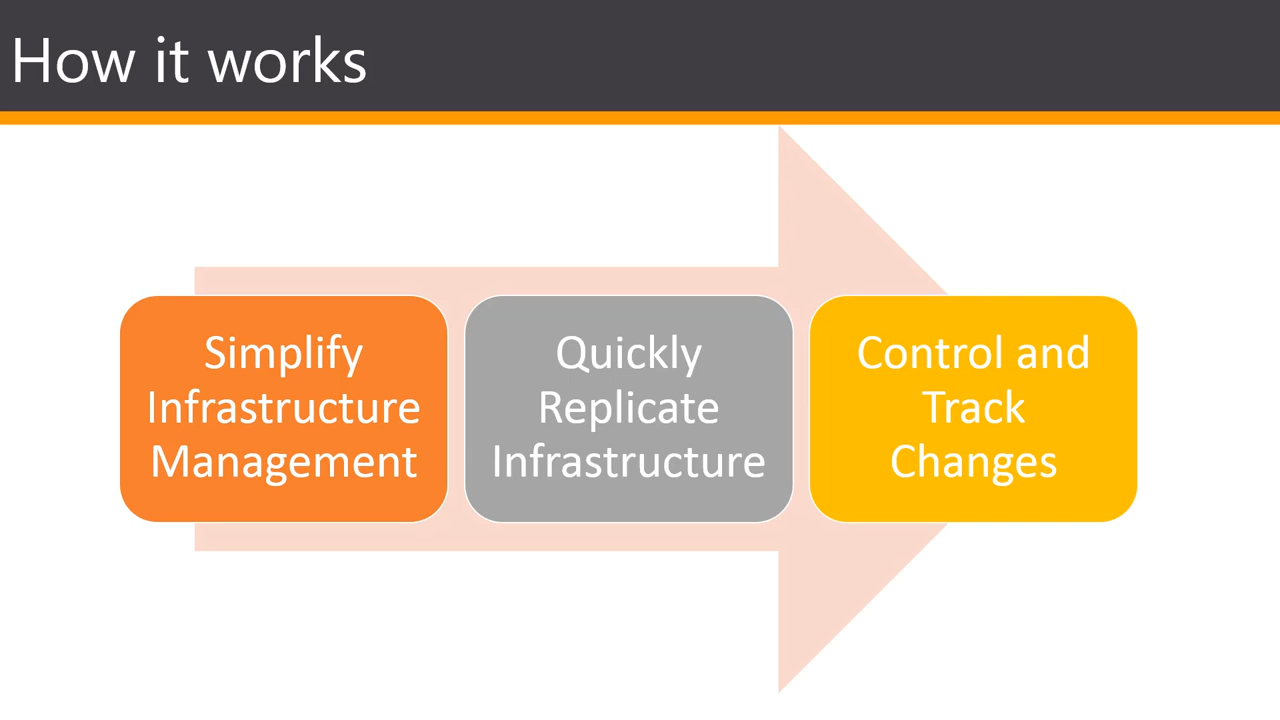 How it works
Simplify
Infrastructure
Management
Quickly
Replicate
Infrastructure
Control and
Track
Changes